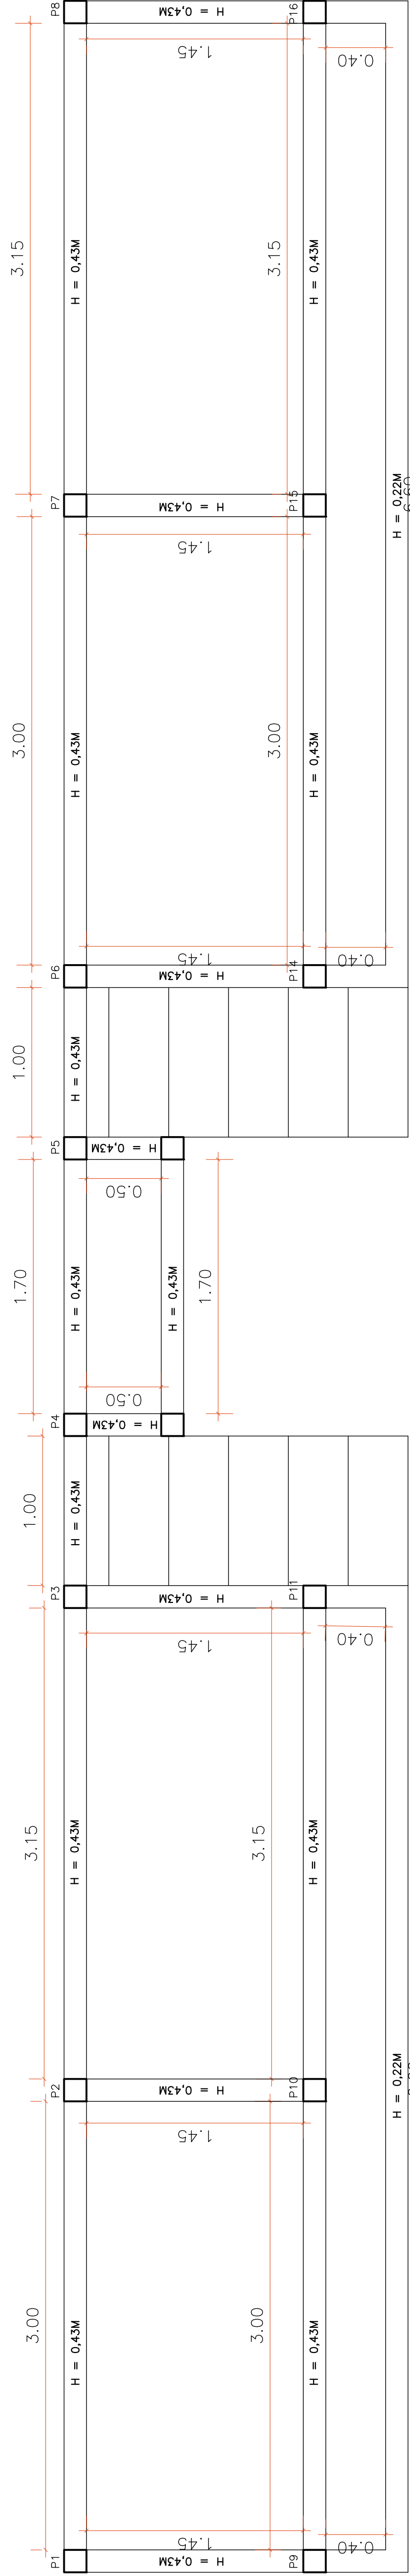 3.00
3.15
1.00
1.70
1.00
3.00
3.15
P1
P2
P3
P4
P5
P6
P7
P8
H = 0,43M
H = 0,43M
H = 0,43M
H = 0,43M
H = 0,43M
H = 0,43M
H = 0,43M
H = 0,43M
1.45
1.45
H = 0,43M
1.45
H = 0,43M
H = 0,43M
0.50
0.50
H = 0,43M
H = 0,43M
1.70
H = 0,43M
1.45
1.45
H = 0,43M
1.45
H = 0,43M
3.00
3.15
3.00
3.15
P9
P10
P11
P14
P15
P16
H = 0,43M
H = 0,43M
H = 0,43M
H = 0,43M
0.40
0.40
0.40
0.40
H = 0,22M
H = 0,22M